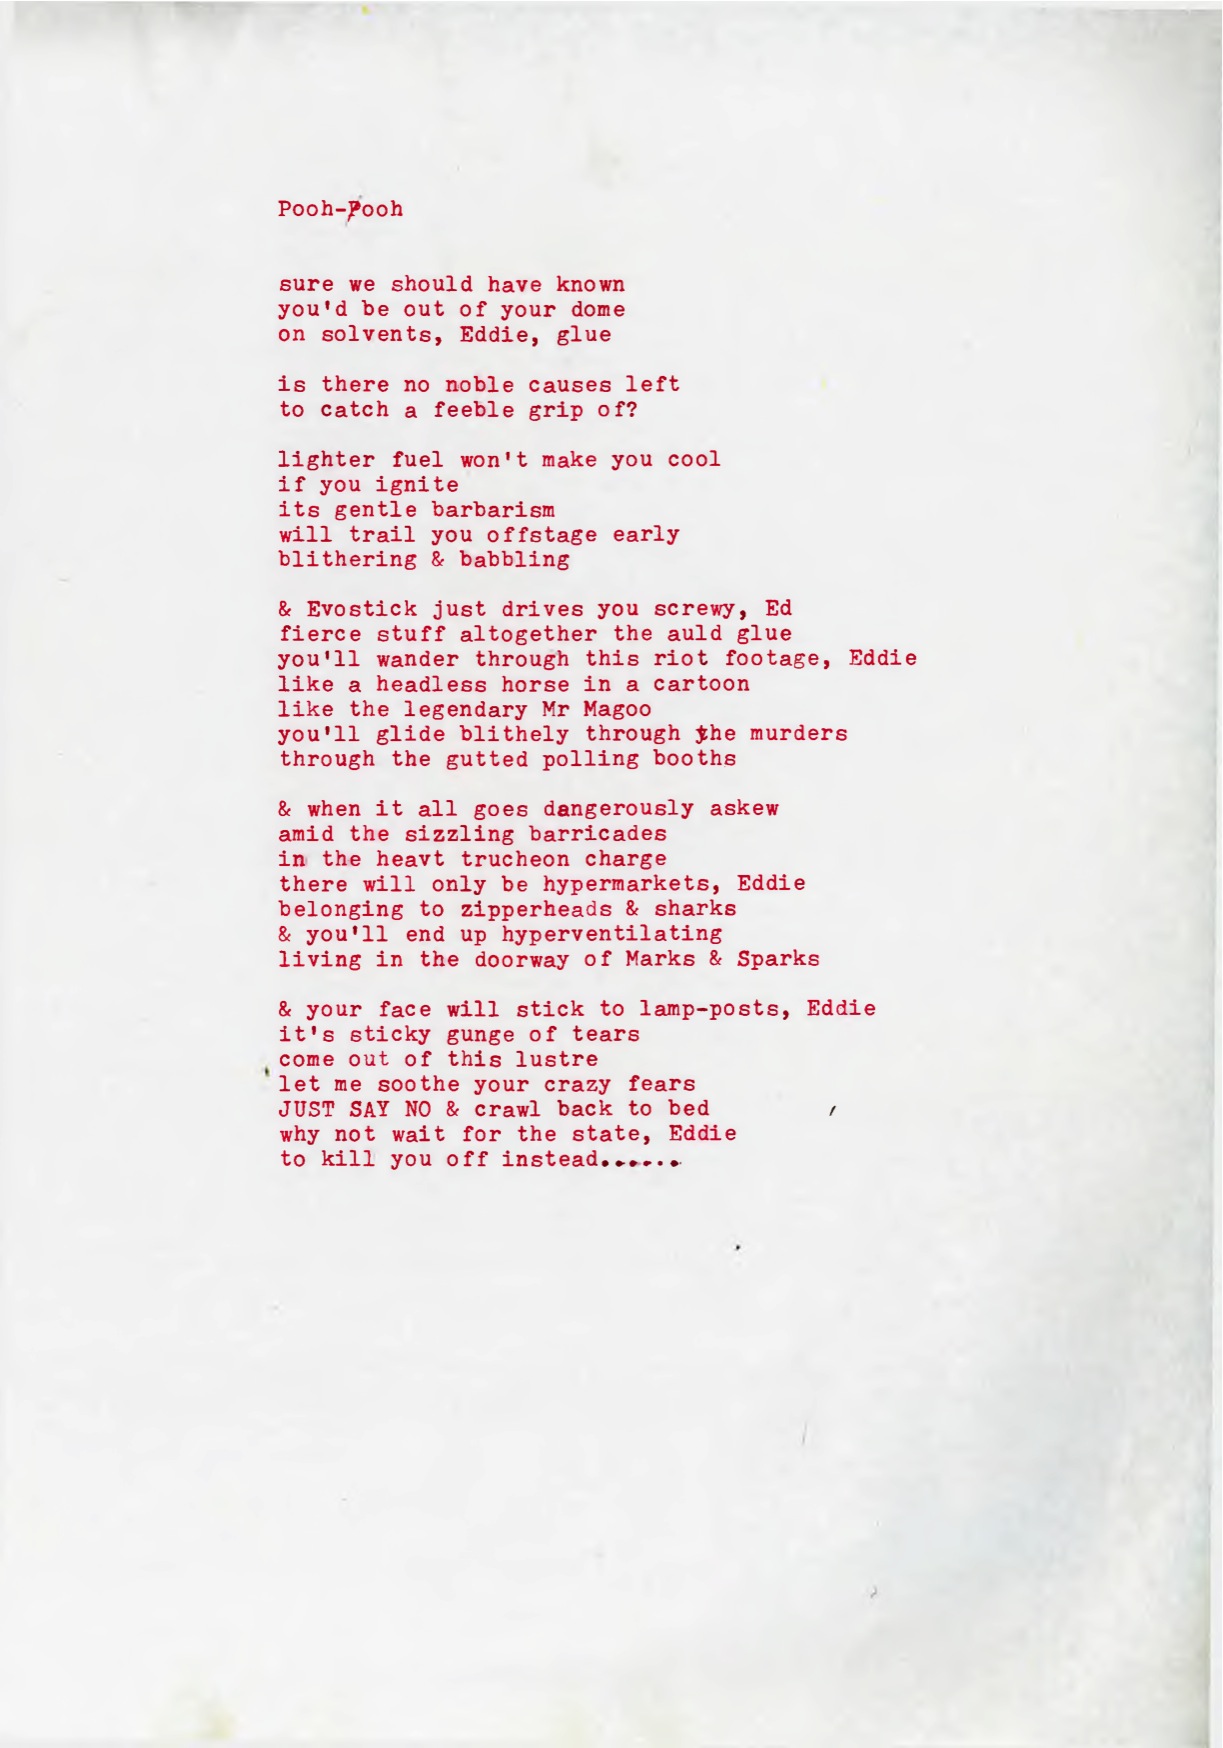 Pooh-Pooh
sure we should have known
you'd be out of your dome
on solvents, Eddie, glue
is there no noble causes left
to catch a feeble grip of?
lighter fuel won't make you cool
if you ignite
its gentle barbarism
will trail you offstage early
blithering & babbling
& Evostick just drives you screwy, Ed
fierce stuff altogether the auld glue
you'll wander through this riot footage, Eddie
like a headless horse in a cartoon
like the legendary Mr Magoo
you'll glide blithely through the murders
through the gutted polling booths
& when it all goes dangerously askew
amid the sizzling barricades
in the heavt trucheon charge
there will only be hypermarkets, Eddie
belonging to zipperheads & sharks
& you'll end up hyperventilating
living in the doorway of Marks & Sparks
& your face will stick to lamp-posts, Eddie
it's sticky gunge of tears
come out of this lustre
let me soothe your crazy fears
JUST SAY NO & crawl back to bed
why not wait for the state, Eddie
to kill you off instead......